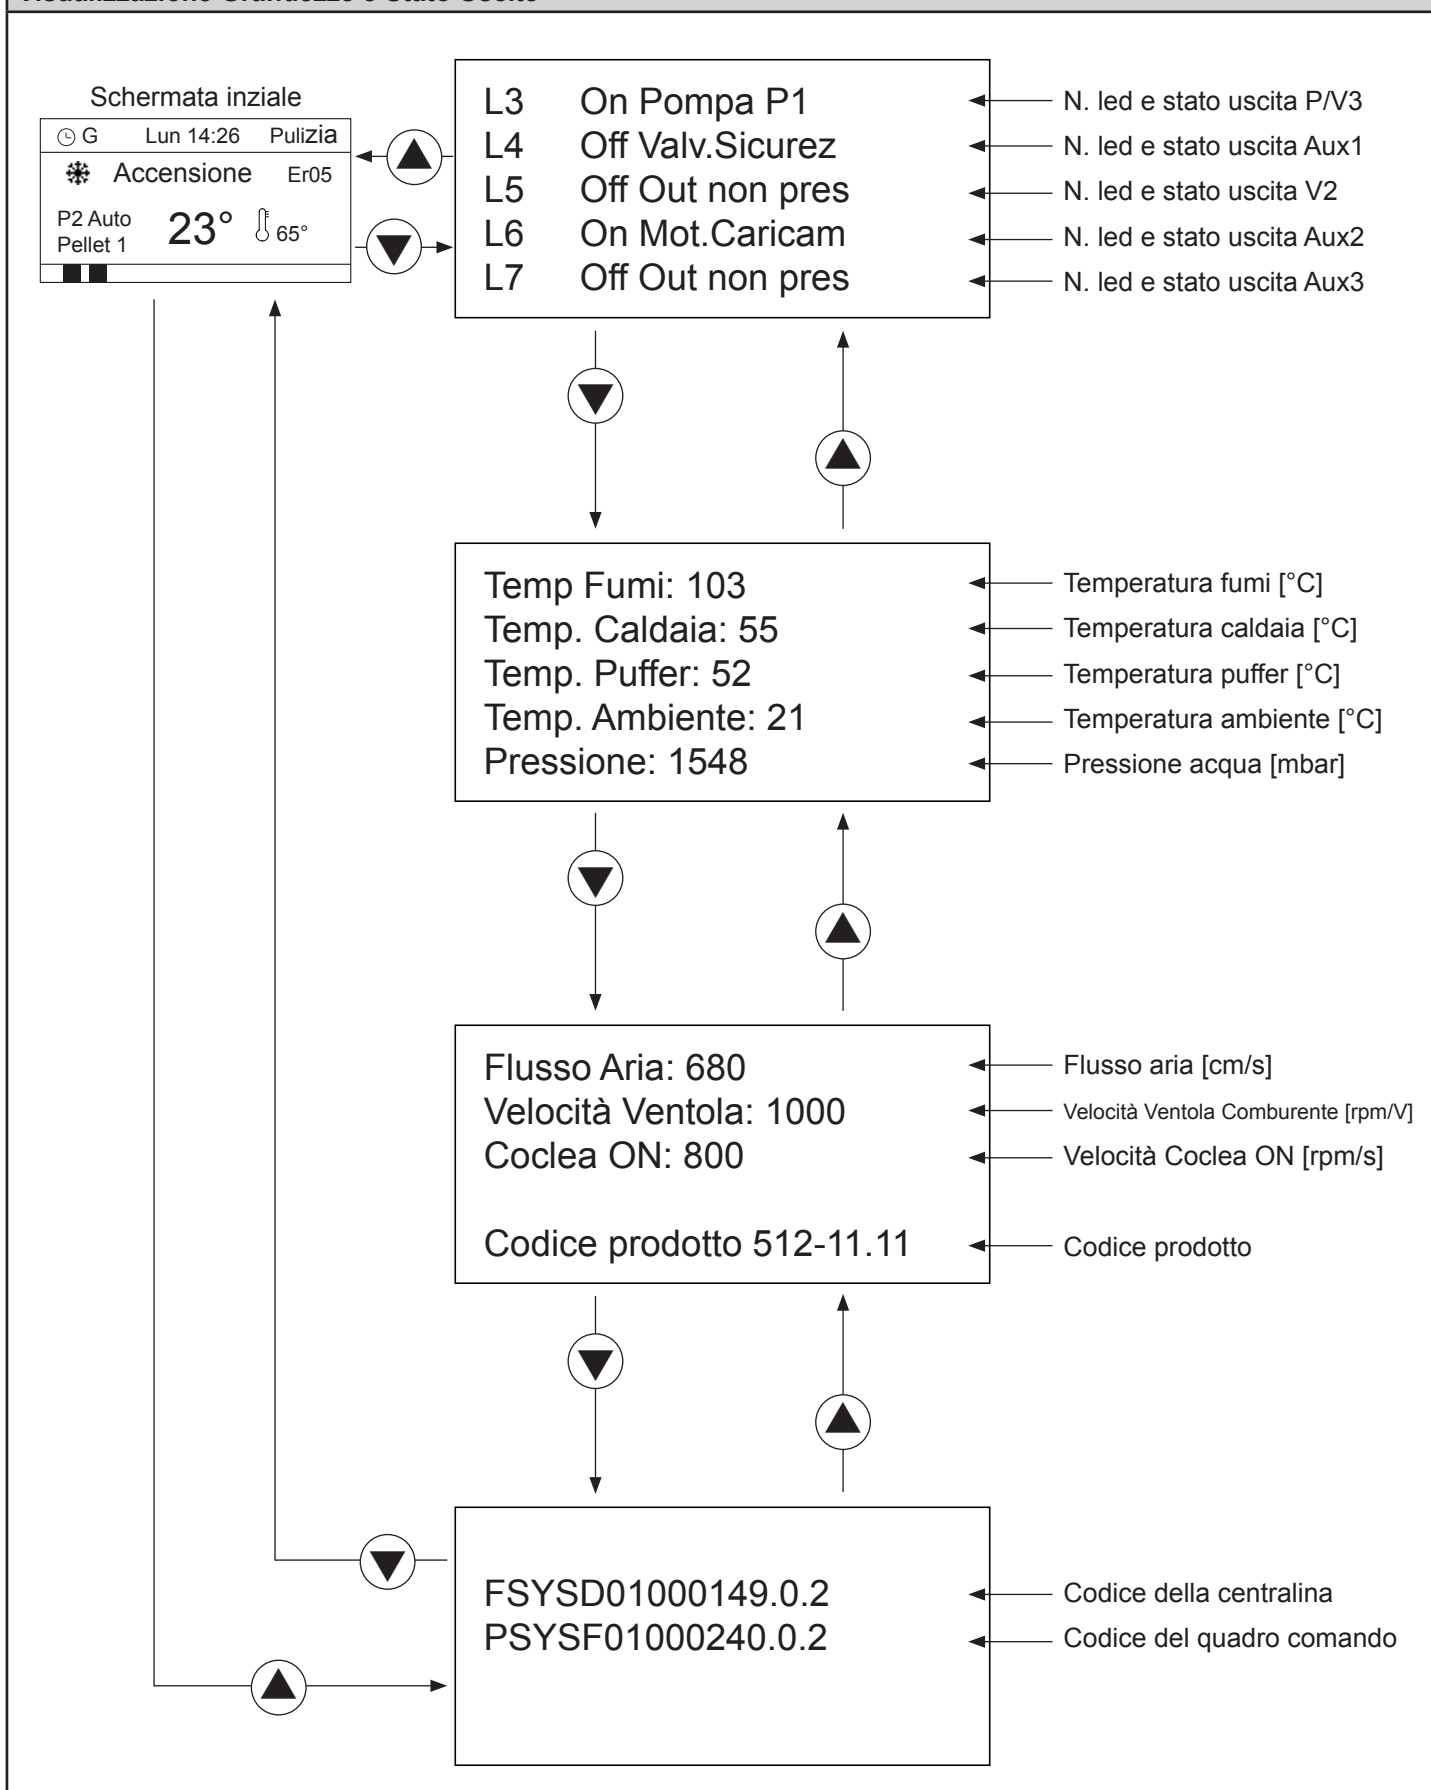 Schermata inziale
G Lun 14:26 Pulizia
Accensione Er05
P2 Auto 23° 65°
Pellet 1
L3 On Pompa P1
L4 Off Valv.Sicurez
L5 Off Out non pres
L6 On Mot.Caricam
L7 Off Out non pres
N. led e stato uscita P/V3
N. led e stato uscita Aux1
N. led e stato uscita V2
N. led e stato uscita Aux2
N. led e stato uscita Aux3
Temp Fumi: 103
Temp. Caldaia: 55
Temp. Puffer: 52
Temp. Ambiente: 21
Pressione: 1548
Temperatura fumi [°C]
Temperatura caldaia [°C]
Temperatura puffer [°C]
Temperatura ambiente [°C]
Pressione acqua [mbar]
Flusso Aria: 680
Velocità Ventola: 1000
Coclea ON: 800
Codice prodotto 512-11.11
Flusso aria [cm/s]
Velocità Ventola Comburente [rpm/V]
Velocità Coclea ON [rpm/s]
Codice prodotto
FSYSD01000149.0.2
PSYSF01000240.0.2
Codice della centralina
Codice del quadro comando